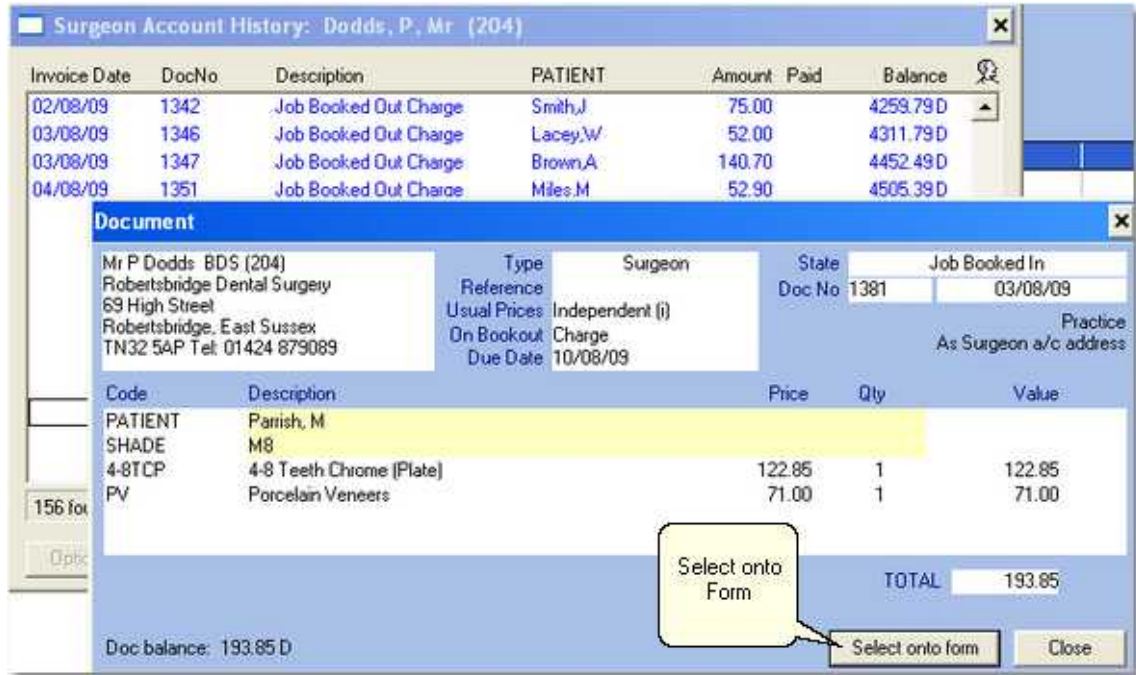 Surgeon Account History: Dodds, P, Mr (204)
Invoice Date DocNo Description PATIENT Amount Paid Balance
02/08/09 1342 Job Booked Out Charge Smith,J 75.00 4259.79 D
03/08/09 1346 Job Booked Out Charge Lacey,W 52.00 4311.79 D
03/08/09 1347 Job Booked Out Charge Brown,A 140.70 4452.49 D
04/08/09 1351 Job Booked Out Charge Miles,M 52.90 4505.39 D
Document
Mr P Dodds BDS (204)
Robertsbridge Dental Surgery
69 High Street
Robertsbridge, East Sussex
TN32 5AP Tel: 01424 879089
Type Surgeon
Reference
Usual Prices Independent (i)
On Bookout Charge
Due Date 10/08/09
State Job Booked In
Doc No 1381 03/08/09
Practice
As Surgeon a/c address
Code Description Price Qty Value
PATIENT Parrish, M
SHADE M8
4-8TCP 4-8 Teeth Chrome (Plate) 122.85 1 122.85
PV Porcelain Veneers 71.00 1 71.00
156 fou
Optio
Select onto
Form
TOTAL 193.85
Doc balance: 193.85 D
Select onto form Close